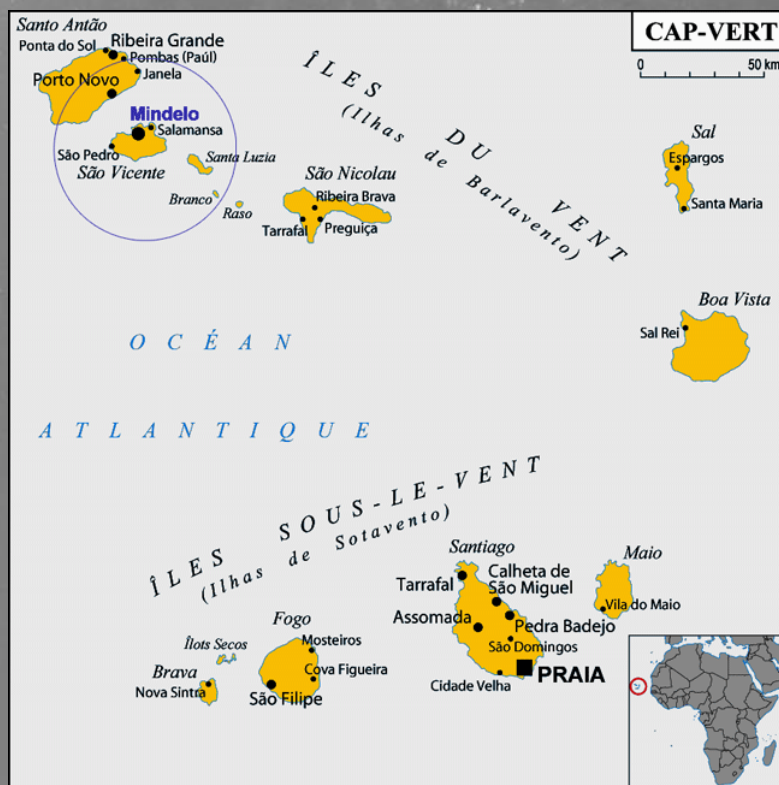 CAP-VERT
0 50 km
Santo Antão
Ponta do Sol
Ribeira Grande
Pombas (Paúl)
Janela
Porto Novo
Mindelo
Salamansa
São Pedro
São Vicente
Santa Luzia
Branco
Raso
São Nicolau
Ribeira Brava
Tarrafal
Preguiça
ÎLES DU VENT
(Ilhas de Barlavento)
Sal
Espargos
Santa Maria
Boa Vista
Sal Rei
OCÉAN
ATLANTIQUE
ÎLES SOUS-LE-VENT
(Ilhas de Sotavento)
Santiago
Tarrafal
Calheta de
São Miguel
Assomada
Pedra Badejo
São Domingos
Cidade Velha
PRAIA
Maio
Vila do Maio
Fogo
Mosteiros
Cova Figueira
São Filipe
Îlots Secos
Brava
Nova Sintra